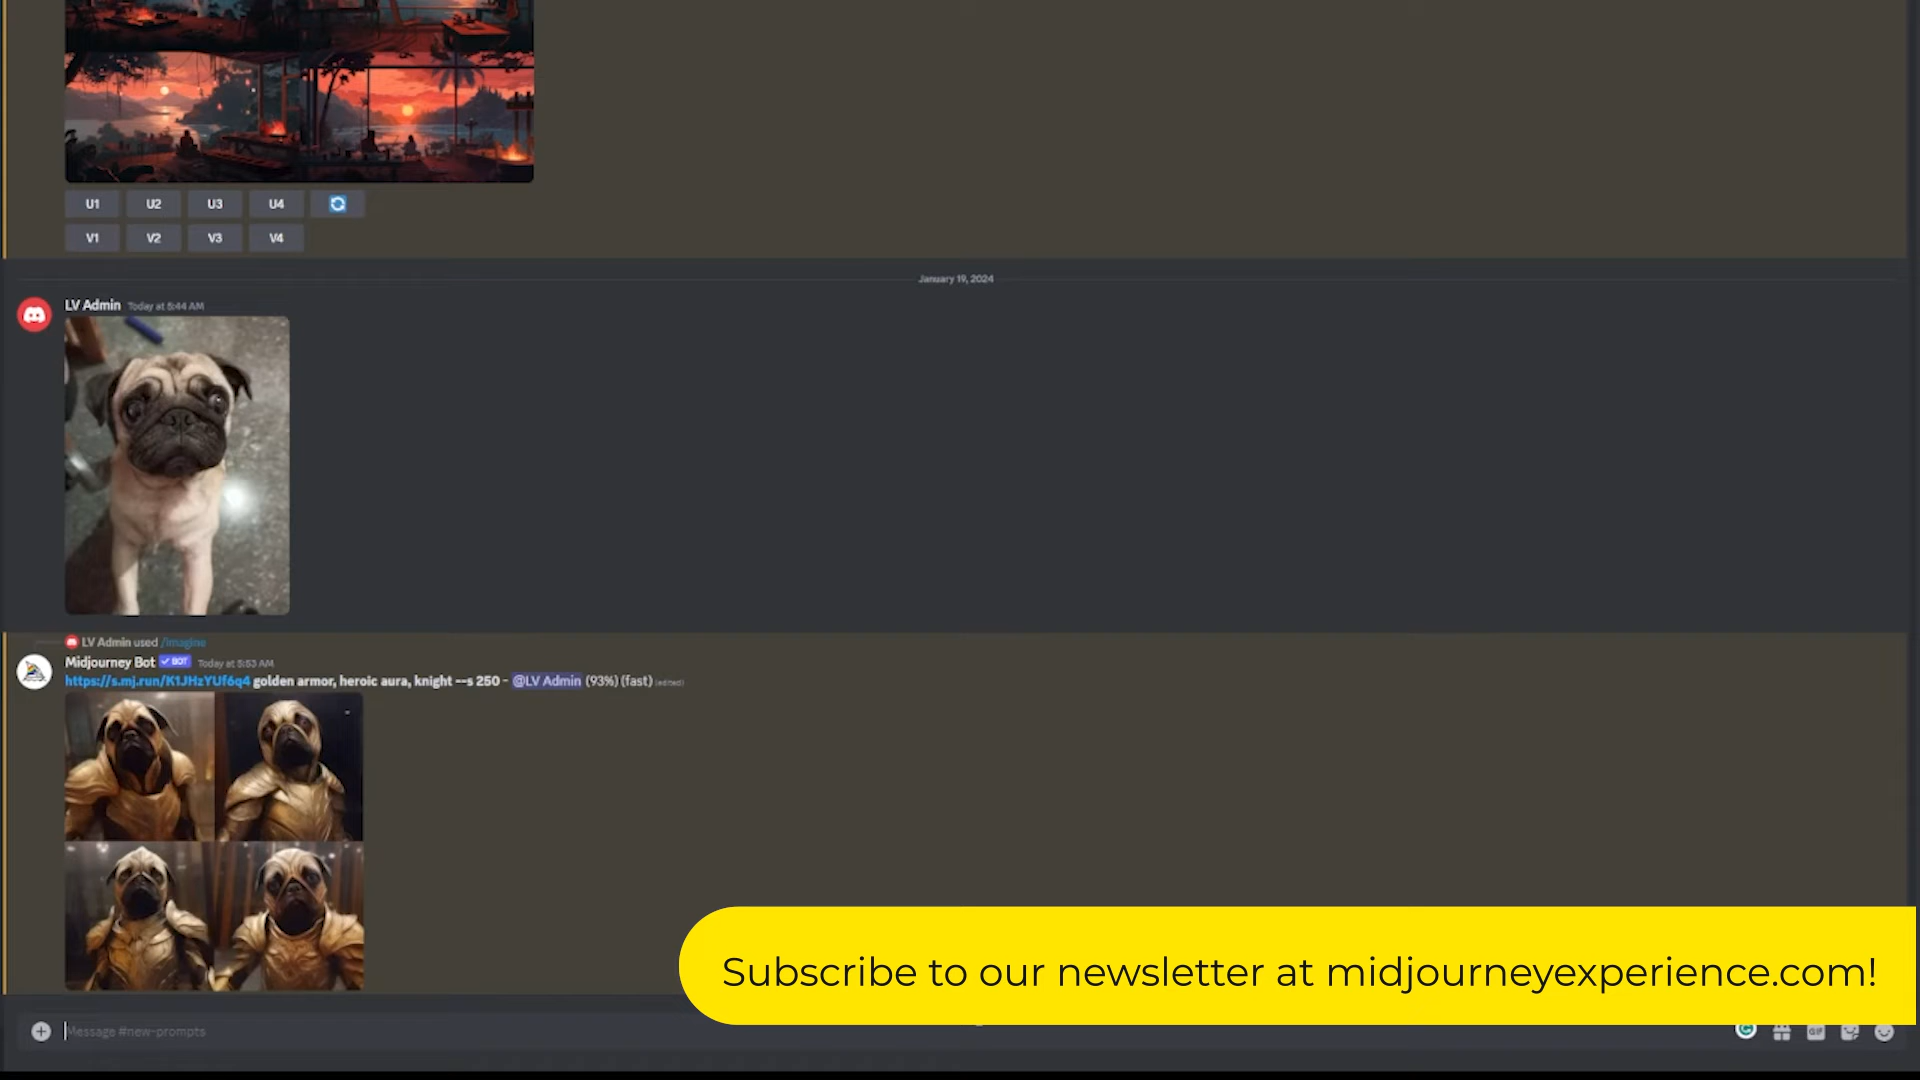 U1 U2 U3 U4
V1 V2 V3 V4
January 19, 2024
LV Admin Today at 5:44 AM
LV Admin used /imagine
Midjourney Bot ✓ BOT Today at 5:53 AM
https://s.mj.run/K1JHzYUf6q4 golden armor, heroic aura, knight --s 250 - @LV Admin (93%) (fast) (edited)
Subscribe to our newsletter at midjourneyexperience.com!
Message #new-prompts
GIF